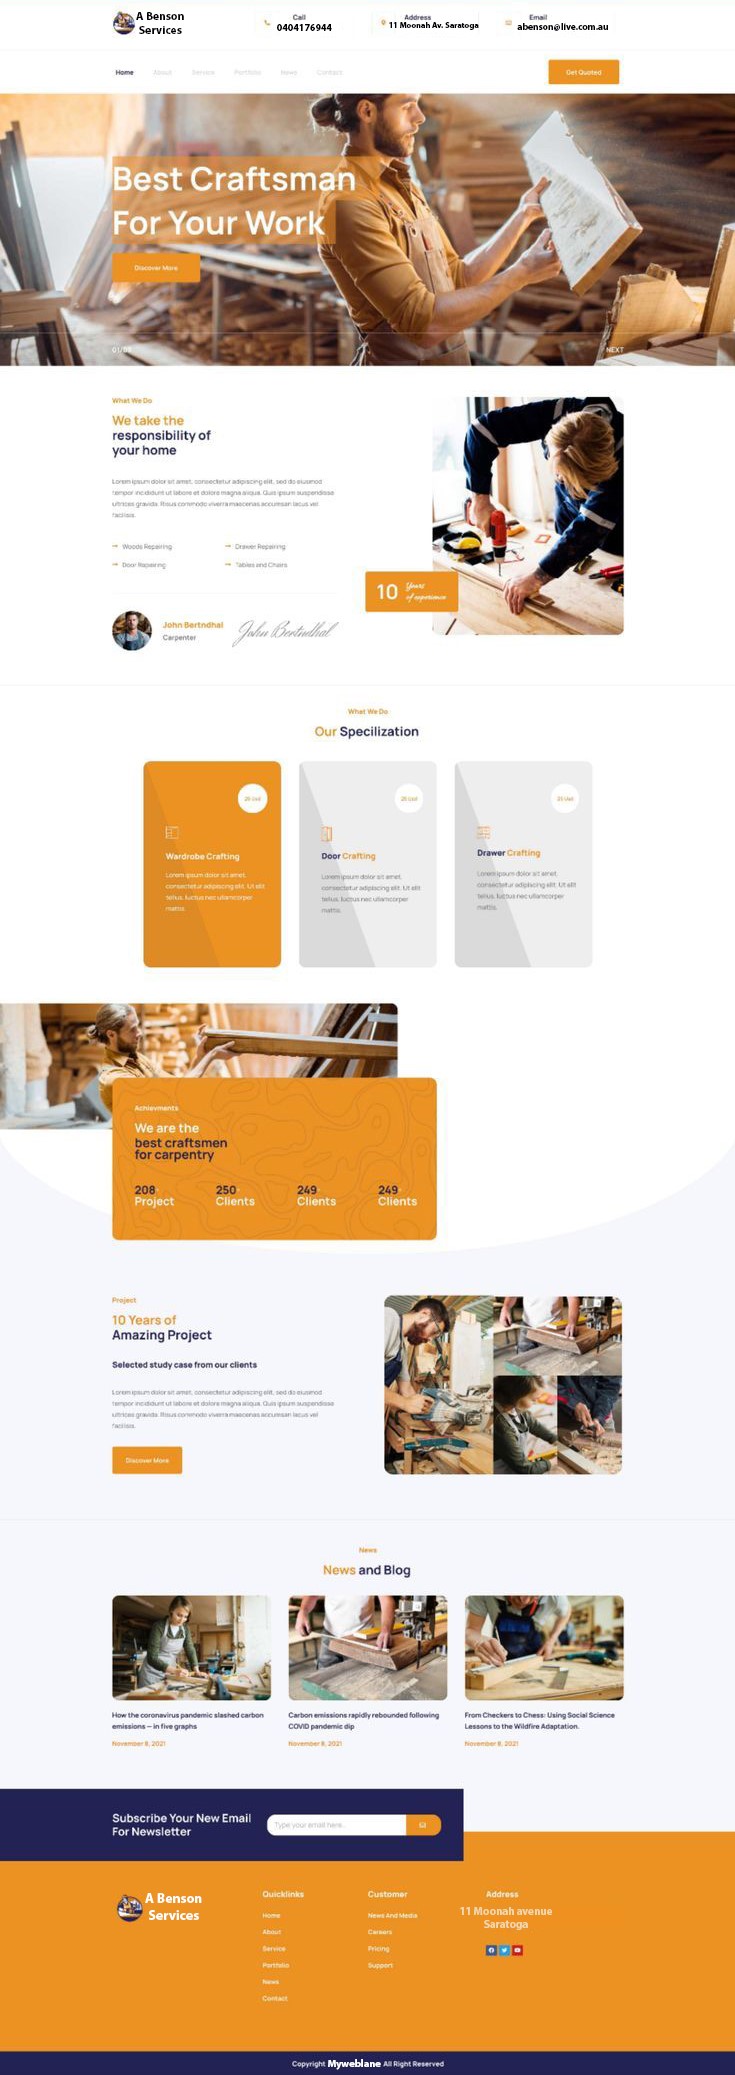 A Benson
Services
Call
0404176944
Address
11 Moonah Av. Saratoga
Email
abenson@live.com.au
Home
About
Service
Portfolio
News
Contact
Get Quoted
Best Craftsman
For Your Work
Discover More
01/03
NEXT
What We Do
We take the
responsibility of
your home
Lorem ipsum dolor sit amet, consectetur adipiscing elit, sed do eiusmod
tempor incididunt ut labore et dolore magna aliqua. Quis ipsum suspendisse
ultrices gravida. Risus commodo viverra maecenas accumsan lacus vel
facilisis.
Woods Repairing
Drawer Repairing
Door Rapairing
Tables and Chairs
10 Years
of experience
John Bertndhal
Carpenter
John Bertndhal
What We Do
Our Specilization
Wardrobe Crafting
Lorem ipsum dolor sit amet,
consectetur adipiscing elit. Ut elit
tellus, luctus nec ullamcorper
mattis.
Door Crafting
Lorem ipsum dolor sit amet,
consectetur adipiscing elit. Ut elit
tellus, luctus nec ullamcorper
mattis.
Drawer Crafting
Lorem ipsum dolor sit amet,
consectetur adipiscing elit. Ut elit
tellus, luctus nec ullamcorper
mattis.
Achievments
We are the
best craftsmen
for carpentry
208
Project
250
Clients
249
Clients
249
Clients
Project
10 Years of
Amazing Project
Selected study case from our clients
Lorem ipsum dolor sit amet, consectetur adipiscing elit, sed do eiusmod
tempor incididunt ut labore et dolore magna aliqua. Quis ipsum suspendisse
ultrices gravida. Risus commodo viverra maecenas accumsan lacus vel
facilisis.
Discover More
News
News and Blog
How the coronavirus pandemic slashed carbon
emissions – in five graphs
November 8, 2021
Carbon emissions rapidly rebounded following
COVID pandemic dip
November 8, 2021
From Checkers to Chess: Using Social Science
Lessons to the Wildfire Adaptation.
November 8, 2021
Subscribe Your New Email
For Newsletter
Type your email here..
A Benson
Services
Quicklinks
Home
About
Service
Portfolio
News
Contact
Customer
News And Media
Careers
Pricing
Support
Address
11 Moonah avenue
Saratoga
Copyright Myweblane All Right Reserved